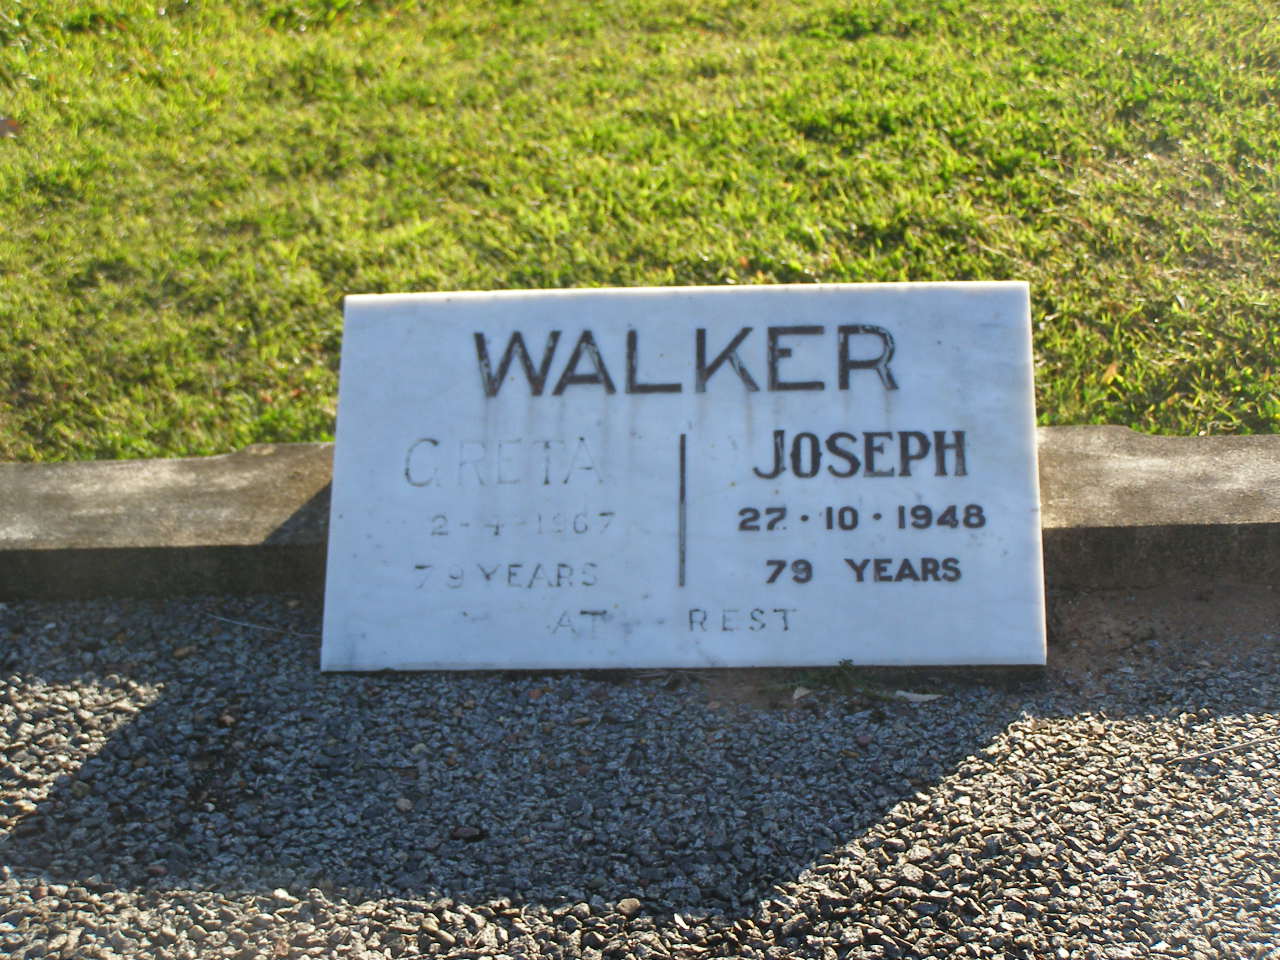 WALKER
GRETA
2-4-1967
79 YEARS
JOSEPH
27·10·1948
79 YEARS
AT REST